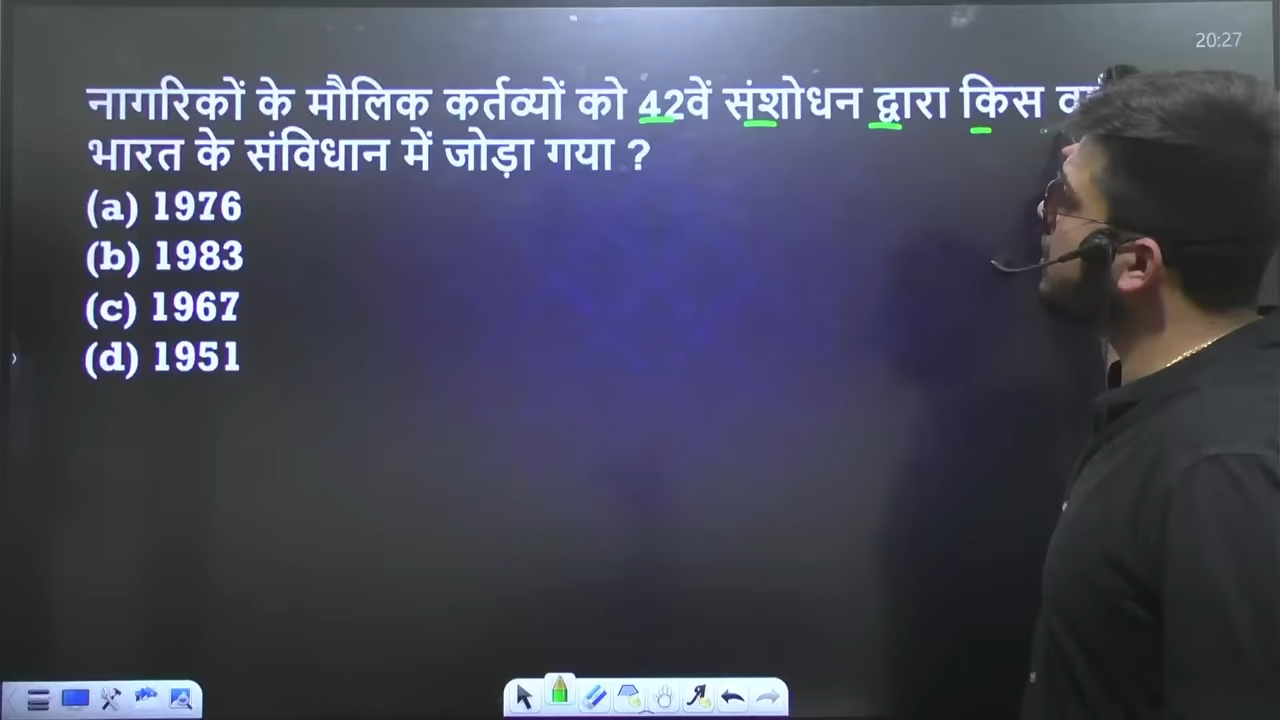 20:27
नागरिकों के मौलिक कर्तव्यों को 42वें संशोधन द्वारा किस
भारत के संविधान में जोड़ा गया ?
(a) 1976
(b) 1983
(c) 1967
(d) 1951